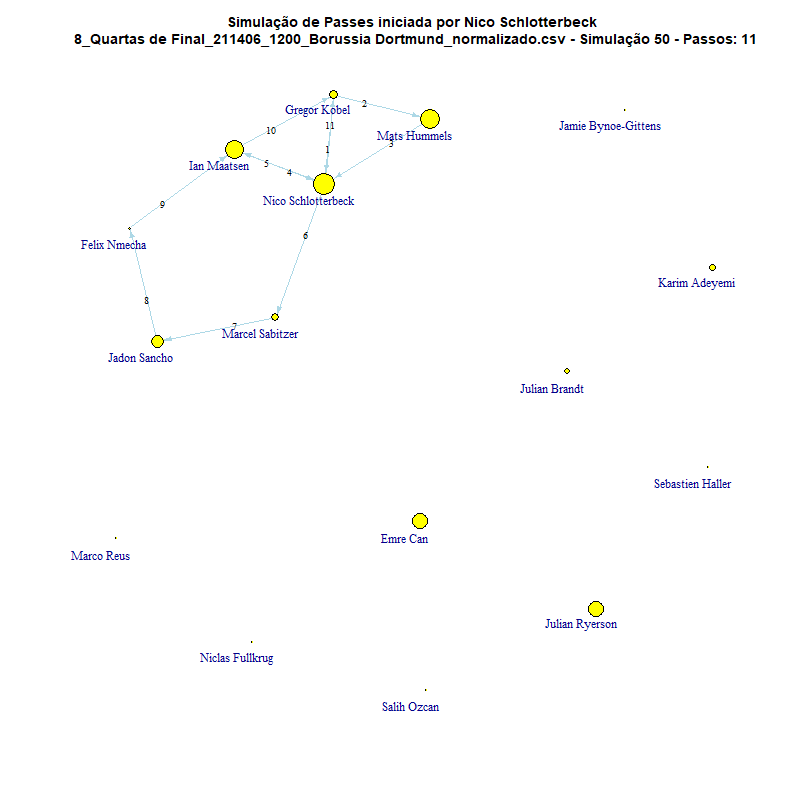 Simulação de Passes iniciada por Nico Schlotterbeck
8_Quartas de Final_211406_1200_Borussia Dortmund_normalizado.csv - Simulação 50 - Passos: 11
2
Gregor Kobel
Jamie Bynoe-Gittens
11
10
Mats Hummels
3
1
5
Ian Maatsen
4
Nico Schlotterbeck
9
6
Felix Nmecha
Karim Adeyemi
8
7
Marcel Sabitzer
Jadon Sancho
Julian Brandt
Sebastien Haller
Emre Can
Marco Reus
Julian Ryerson
Niclas Fullkrug
Salih Ozcan